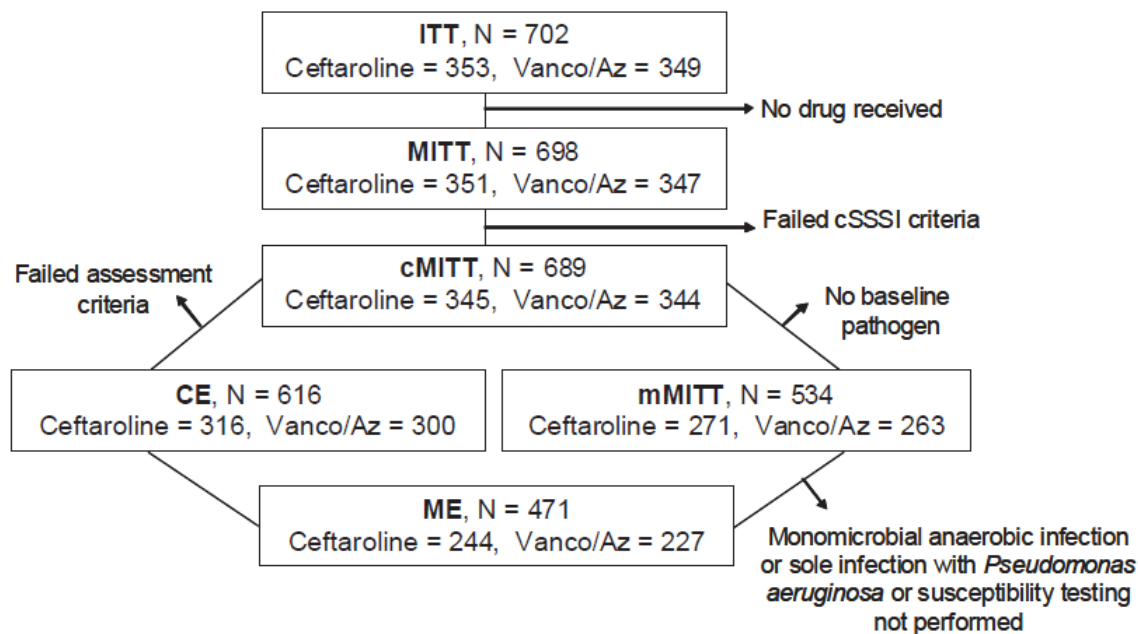 ITT, N = 702
Ceftaroline = 353, Vanco/Az = 349
No drug received
MITT, N = 698
Ceftaroline = 351, Vanco/Az = 347
Failed cSSSI criteria
cMITT, N = 689
Ceftaroline = 345, Vanco/Az = 344
Failed assessment
criteria
No baseline
pathogen
CE, N = 616
Ceftaroline = 316, Vanco/Az = 300
mMITT, N = 534
Ceftaroline = 271, Vanco/Az = 263
ME, N = 471
Ceftaroline = 244, Vanco/Az = 227
Monomicrobial anaerobic infection
or sole infection with Pseudomonas
aeruginosa or susceptibility testing
not performed